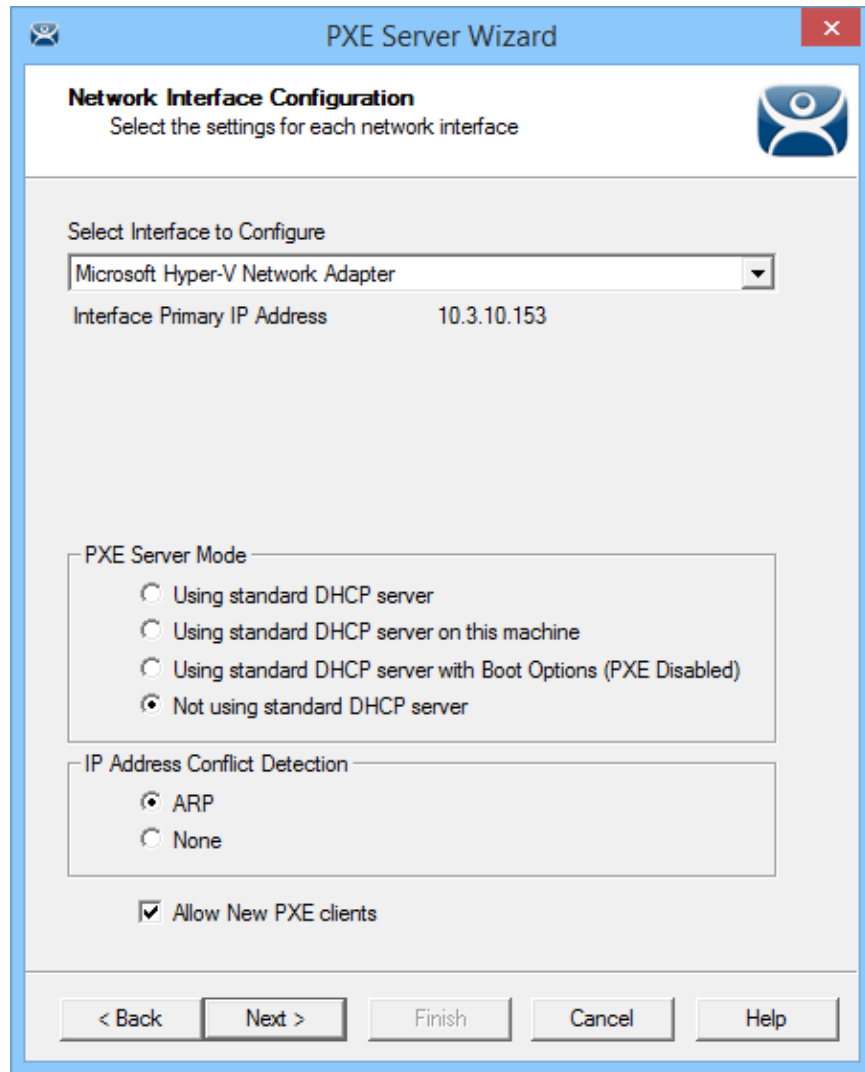 PXE Server Wizard
Network Interface Configuration
Select the settings for each network interface
Select Interface to Configure
Microsoft Hyper-V Network Adapter
Interface Primary IP Address 10.3.10.153
PXE Server Mode
Using standard DHCP server
Using standard DHCP server on this machine
Using standard DHCP server with Boot Options (PXE Disabled)
Not using standard DHCP server
IP Address Conflict Detection
ARP
None
Allow New PXE clients
< Back Next > Finish Cancel Help